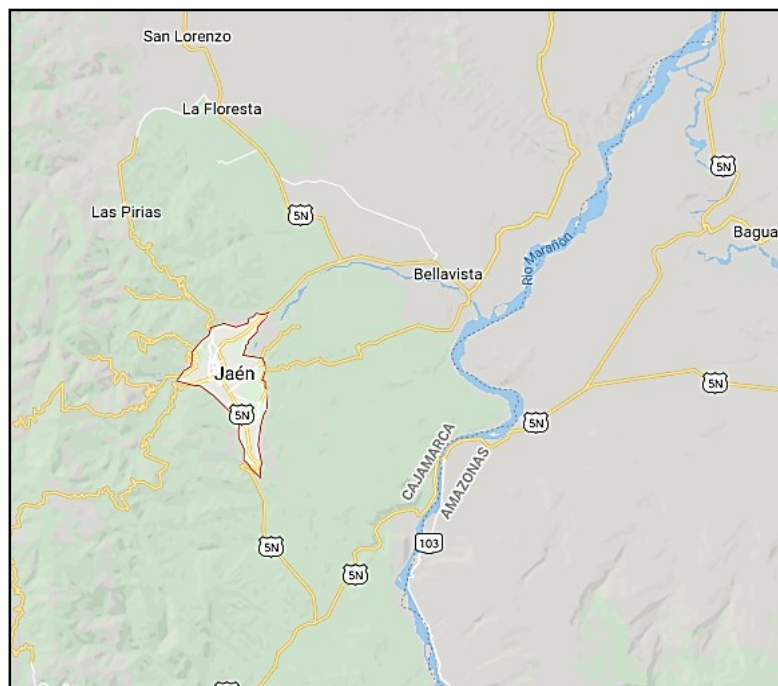 San Lorenzo
La Floresta
5N
Las Pirias
5N
Bagua
Río Marañón
Bellavista
Jaén
5N
5N
5N
CAJAMARCA
AMAZONAS
103
5N
5N
5N